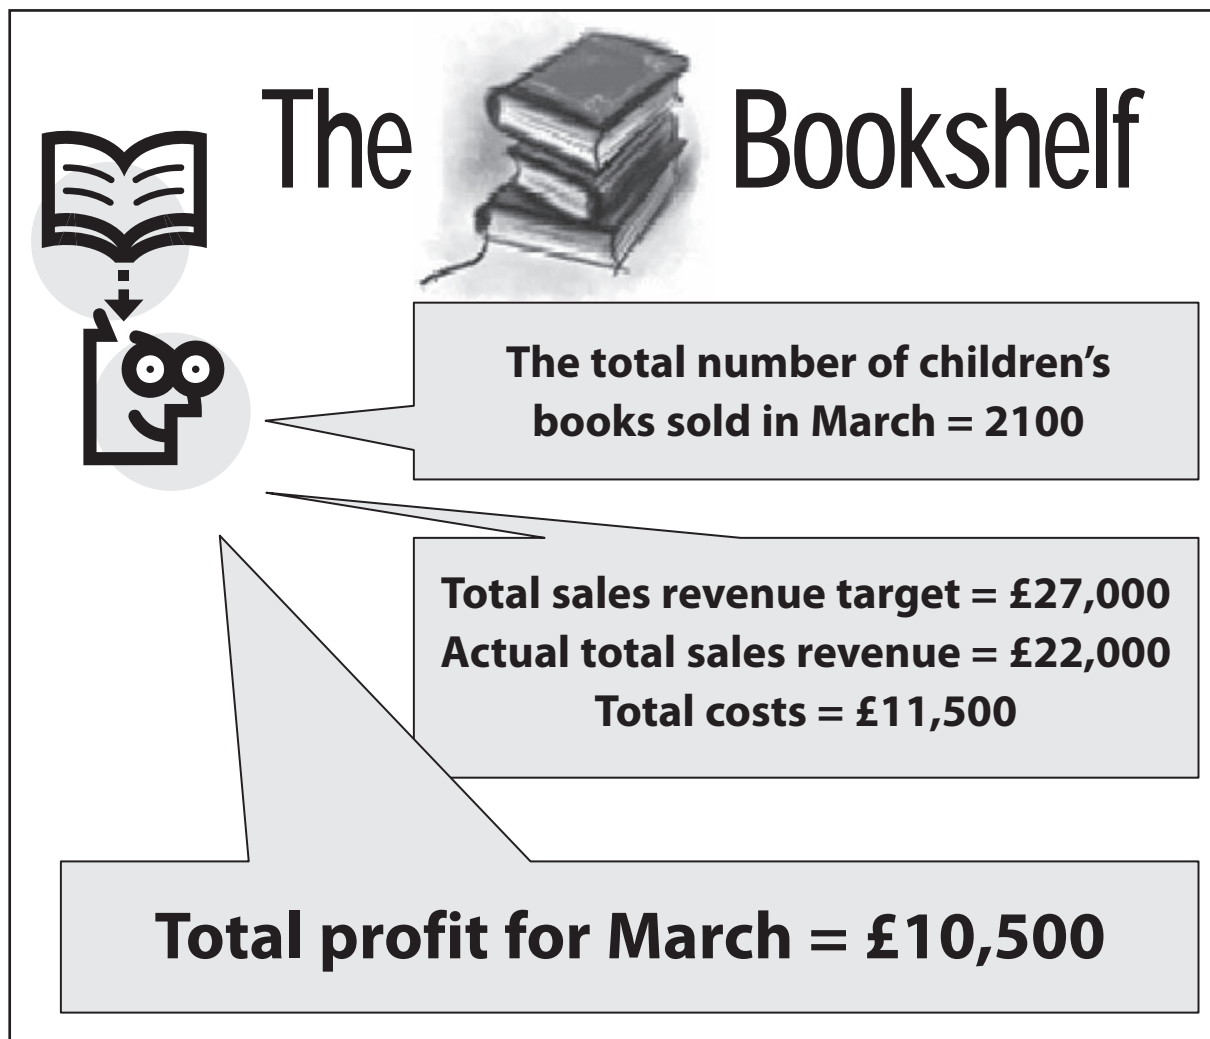 The Bookshelf
The total number of children's
books sold in March = 2100
Total sales revenue target = £27,000
Actual total sales revenue = £22,000
Total costs = £11,500
Total profit for March = £10,500